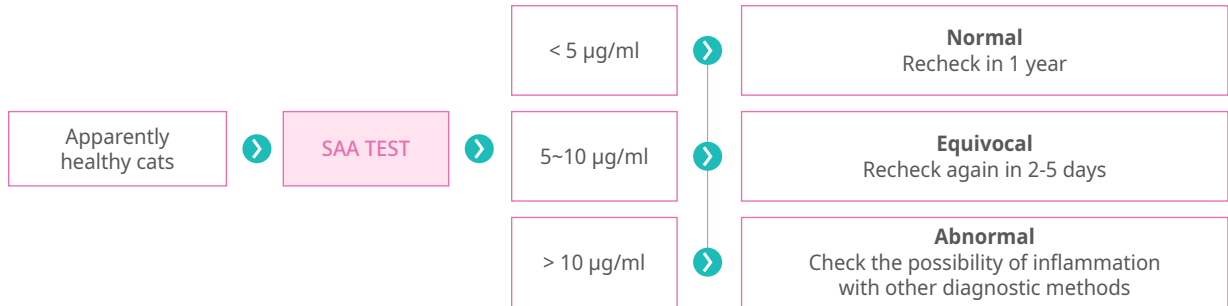 Apparently
healthy cats
SAA TEST
< 5 μg/ml
Normal
Recheck in 1 year
5~10 μg/ml
Equivocal
Recheck again in 2-5 days
> 10 μg/ml
Abnormal
Check the possibility of inflammation
with other diagnostic methods